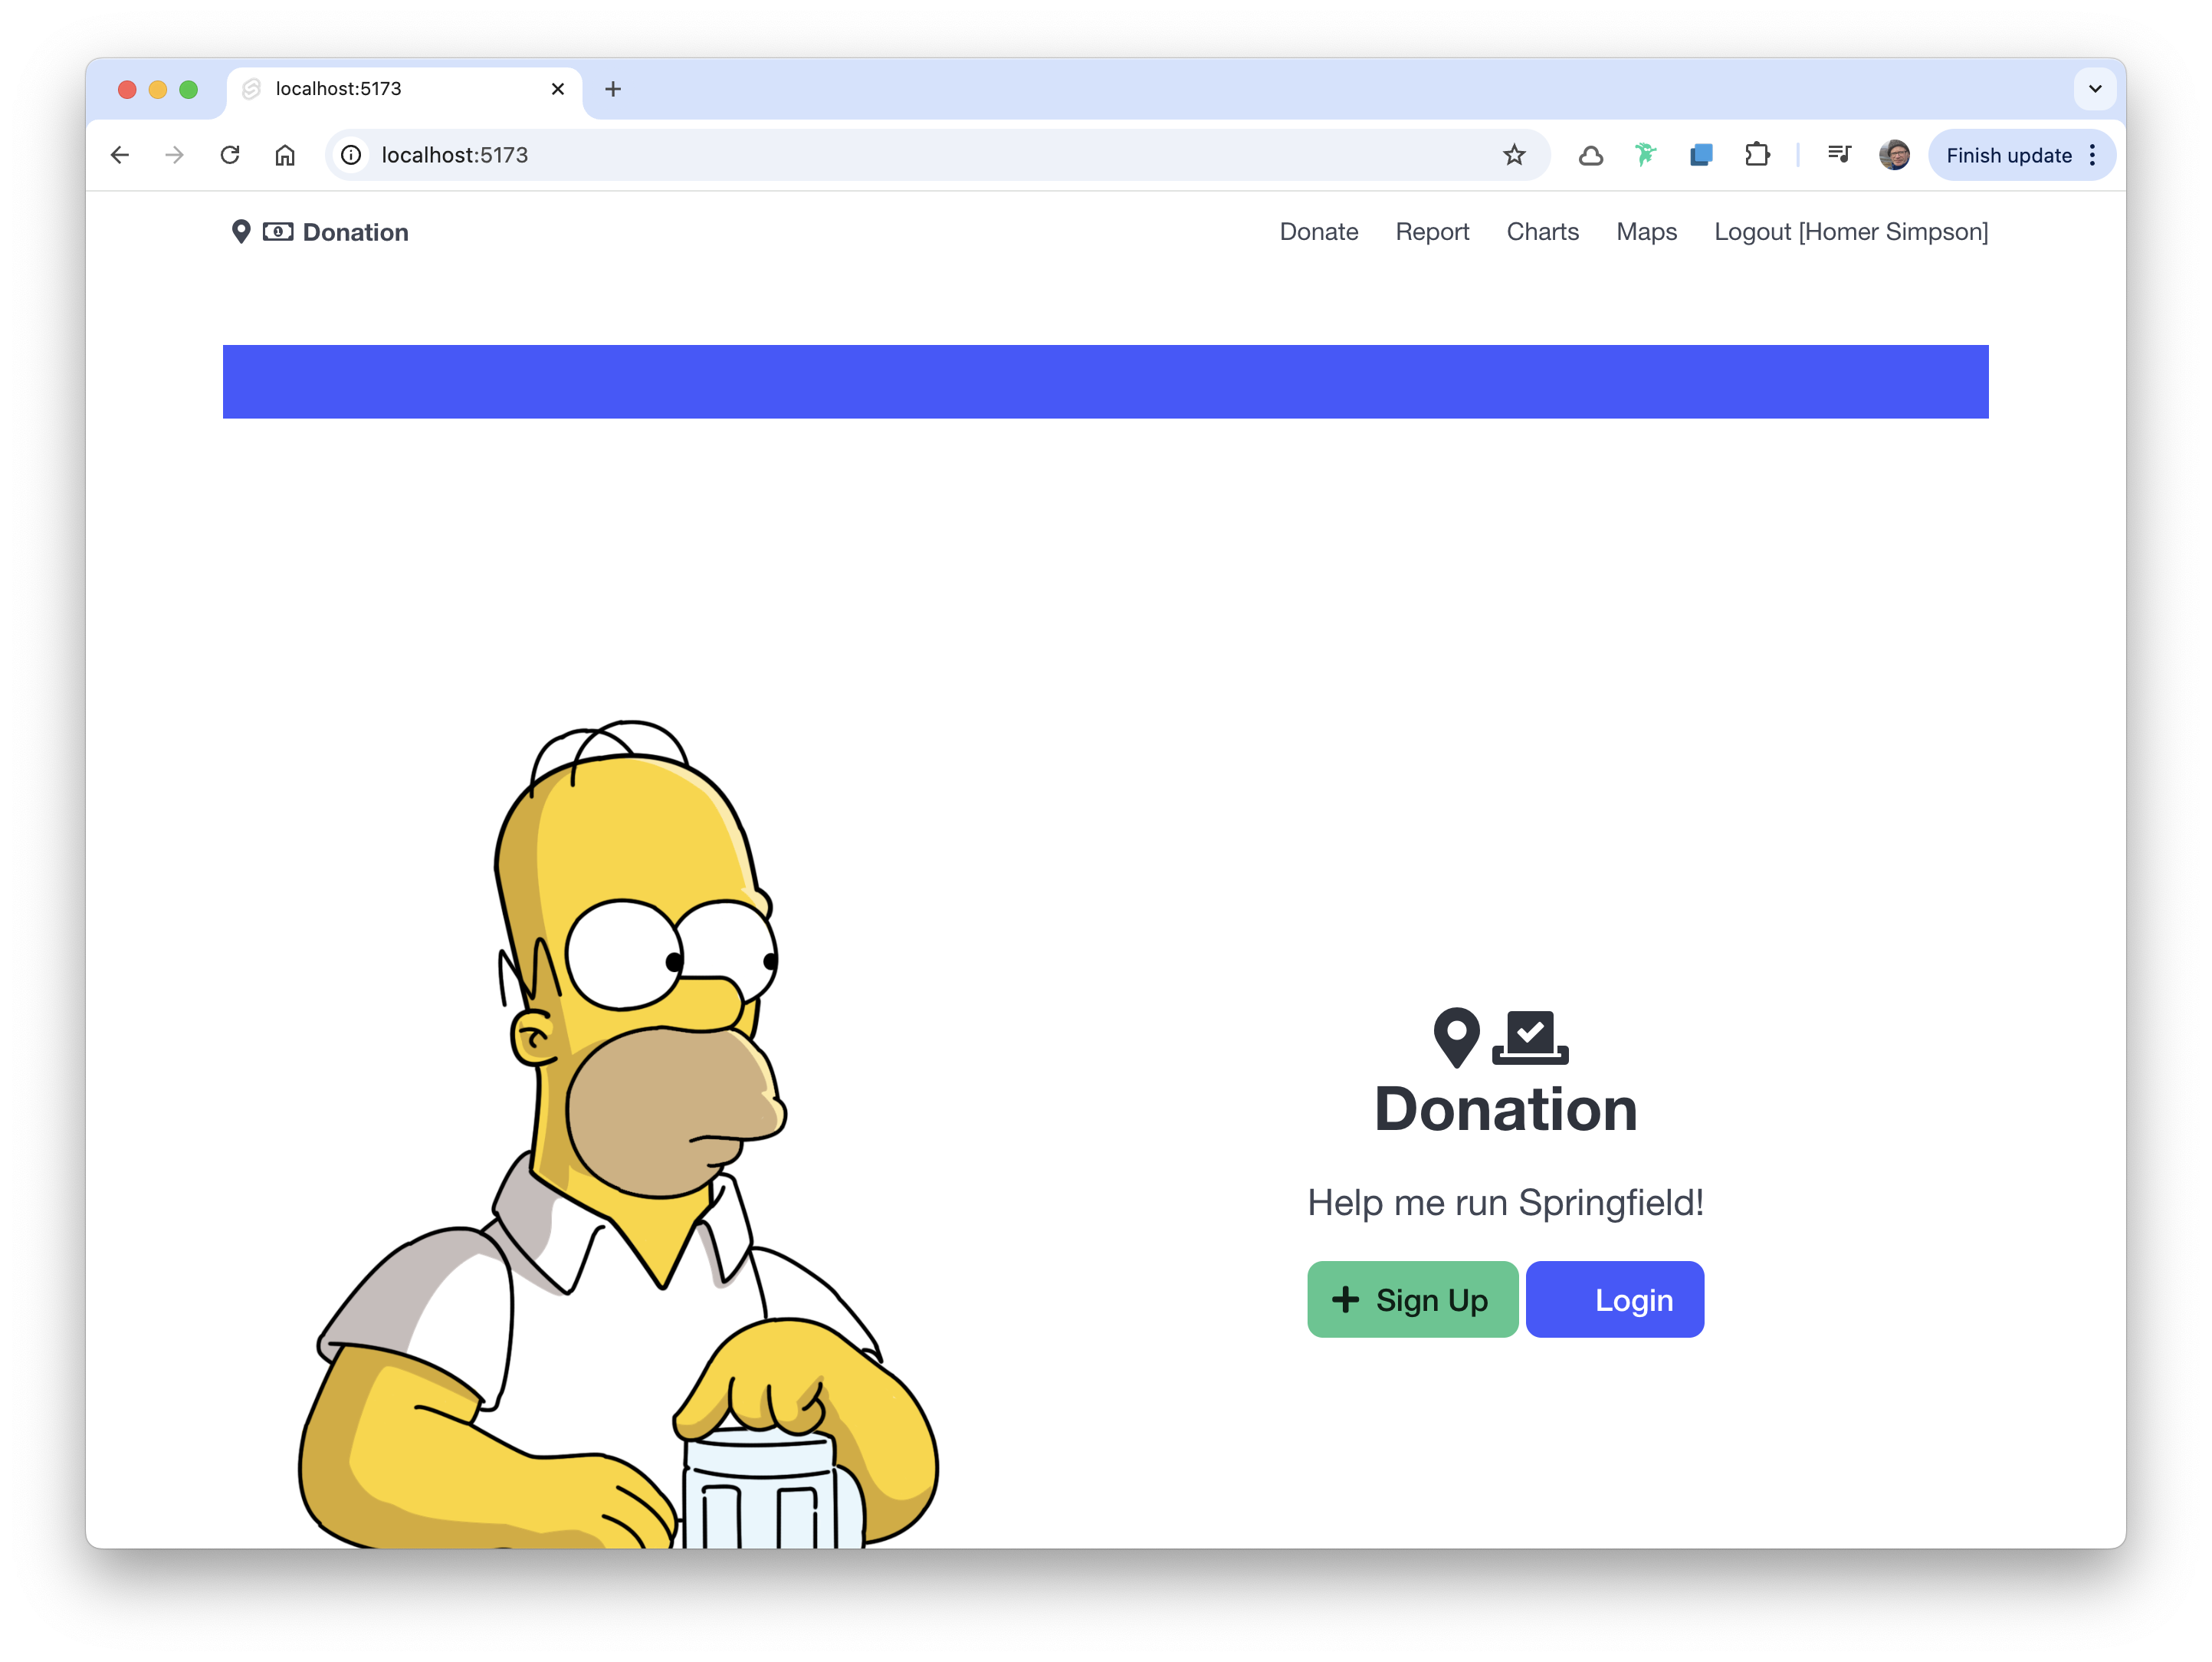 localhost:5173
localhost:5173
Finish update
Donation
Donate Report Charts Maps Logout [Homer Simpson]
Donation
Help me run Springfield!
Sign Up Login